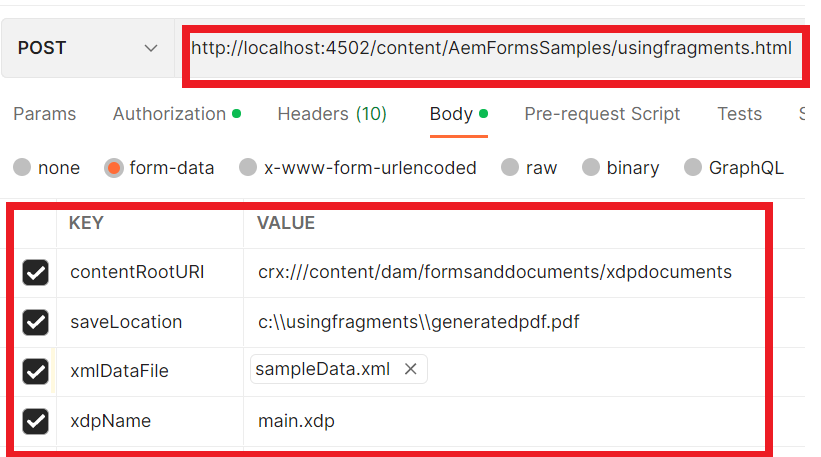 POST http://localhost:4502/content/AemFormsSamples/usingfragments.html
Params Authorization Headers (10) Body Pre-request Script Tests S
none form-data x-www-form-urlencoded raw binary GraphQL
KEY VALUE
contentRootURI crx:///content/dam/formsanddocuments/xdpdocuments
saveLocation c:\\usingfragments\\generatedpdf.pdf
xmlDataFile sampleData.xml
xdpName main.xdp